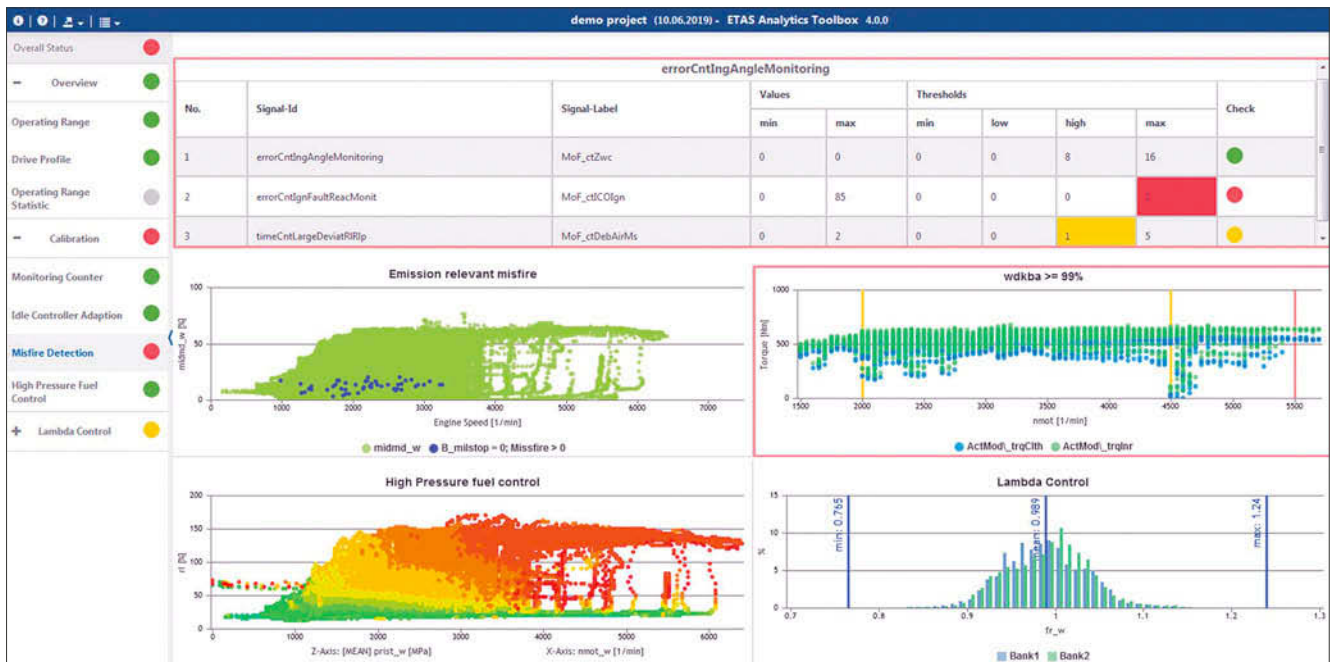 demo project (10.06.2019) - ETAS Analytics Toolbox 4.0.0
Overall Status
Overview
Operating Range
Drive Profile
Operating Range
Statistic
Calibration
Monitoring Counter
Idle Controller Adaption
Misfire Detection
High Pressure Fuel
Control
Lambda Control
errorCntIngAngleMonitoring
No. Signal-Id Signal-Label Values Thresholds Check
min max min low high max
1 errorCntIngAngleMonitoring MoF_ctZwc 0 0 0 0 8 16
2 errorCntIgnFaultReacMonit MoF_ctICOIgn 0 85 0 0 0
3 timeCntLargeDeviatRlRlp MoF_ctDebAirMs 0 2 0 0 1 5
Emission relevant misfire
midmd_w [%]
100
50
0
0 1000 2000 3000 4000 5000 6000 7000
Engine Speed [1/min]
midmd_w B_milstop = 0; Missfire > 0
wdkba >= 99%
Torque [Nm]
1000
500
0
1500 2000 2500 3000 3500 4000 4500 5000 5500
nmot [1/min]
ActMod\_trqClth ActMod\_trqInr
High Pressure fuel control
rl [%]
200
150
100
50
0
0 1000 2000 3000 4000 5000 6000
Z-Axis: [MEAN] prist_w [MPa] X-Axis: nmot_w [1/min]
Lambda Control
%
15
10
5
0
min: 0.765
mean: 0.989
max: 1.24
0.7 0.8 0.9 1 1.1 1.2 1.3
fr_w
Bank1 Bank2